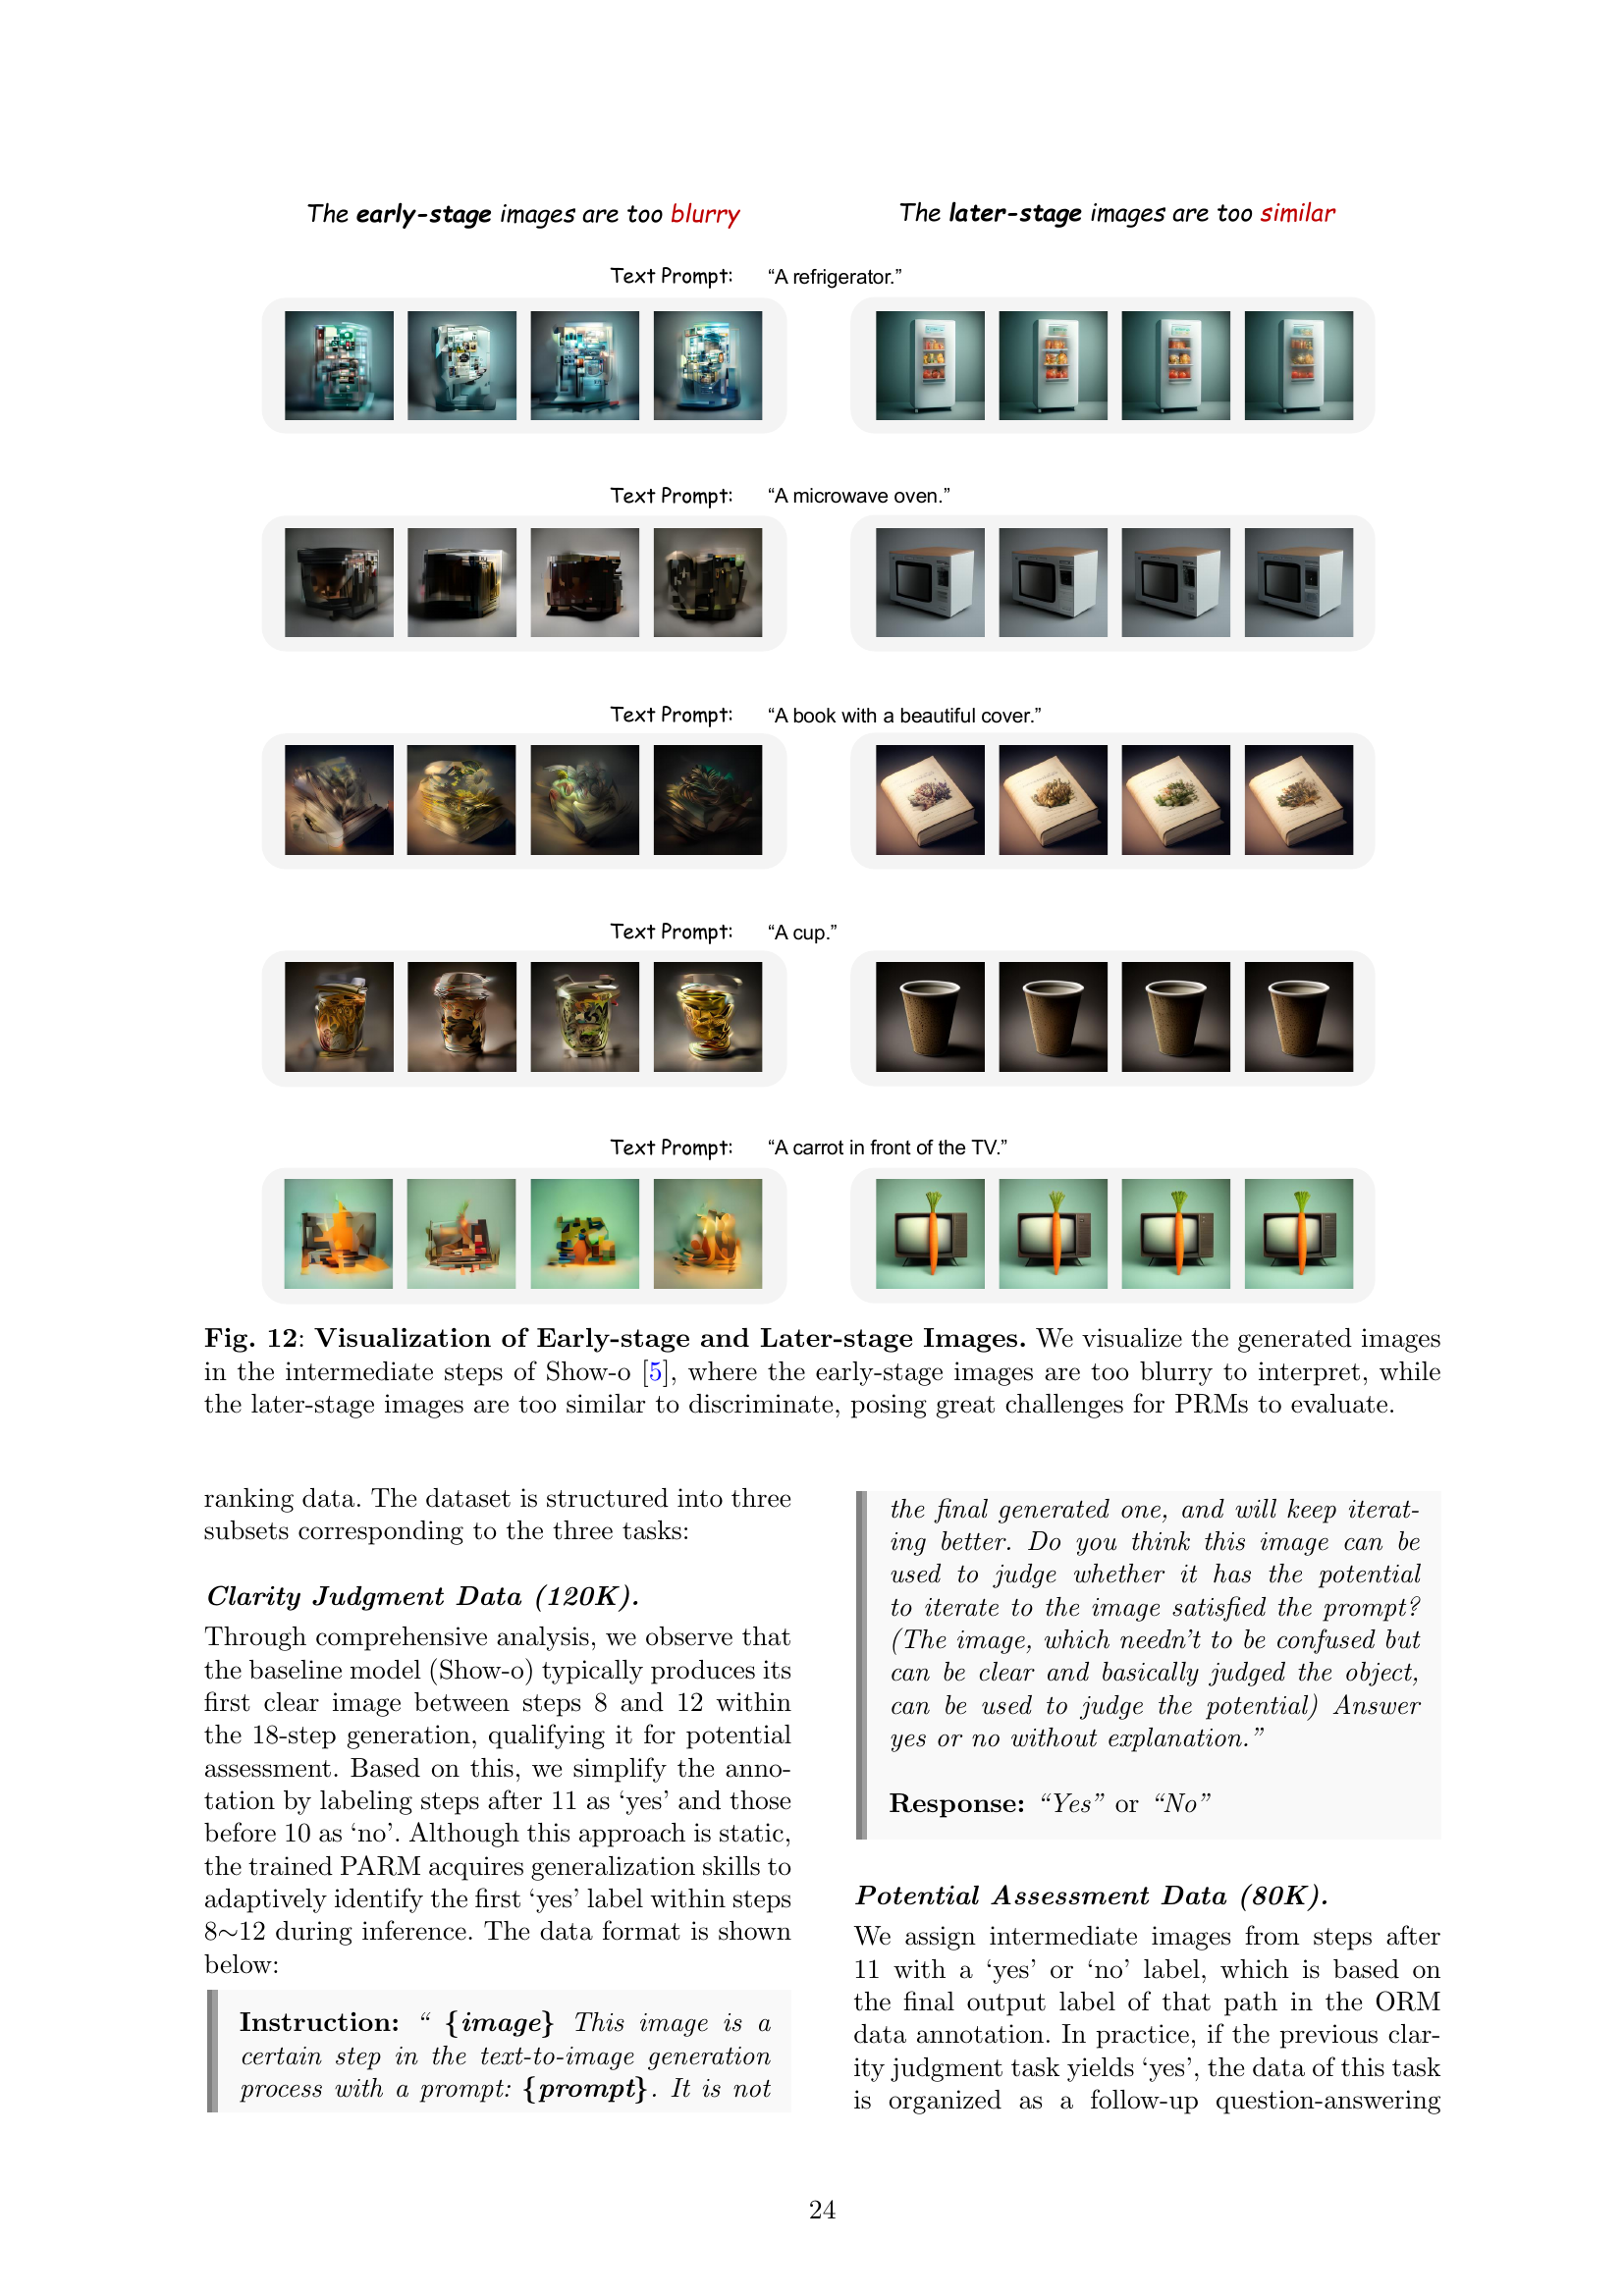 The early-stage images are too blurry
The later-stage images are too similar
Text Prompt: “A refrigerator.”
Text Prompt: “A microwave oven.”
Text Prompt: “A book with a beautiful cover.”
Text Prompt: “A cup.”
Text Prompt: “A carrot in front of the TV.”
Fig. 12: Visualization of Early-stage and Later-stage Images. We visualize the generated images
in the intermediate steps of Show-o [5], where the early-stage images are too blurry to interpret, while
the later-stage images are too similar to discriminate, posing great challenges for PRMs to evaluate.
ranking data. The dataset is structured into three
subsets corresponding to the three tasks:
Clarity Judgment Data (120K).
Through comprehensive analysis, we observe that
the baseline model (Show-o) typically produces its
first clear image between steps 8 and 12 within
the 18-step generation, qualifying it for potential
assessment. Based on this, we simplify the anno-
tation by labeling steps after 11 as ‘yes’ and those
before 10 as ‘no’. Although this approach is static,
the trained PARM acquires generalization skills to
adaptively identify the first ‘yes’ label within steps
8∼12 during inference. The data format is shown
below:
Instruction: “ {image} This image is a
certain step in the text-to-image generation
process with a prompt: {prompt}. It is not
the final generated one, and will keep iterat-
ing better. Do you think this image can be
used to judge whether it has the potential
to iterate to the image satisfied the prompt?
(The image, which needn’t to be confused but
can be clear and basically judged the object,
can be used to judge the potential) Answer
yes or no without explanation.”
Response: “Yes” or “No”
Potential Assessment Data (80K).
We assign intermediate images from steps after
11 with a ‘yes’ or ‘no’ label, which is based on
the final output label of that path in the ORM
data annotation. In practice, if the previous clar-
ity judgment task yields ‘yes’, the data of this task
is organized as a follow-up question-answering
24